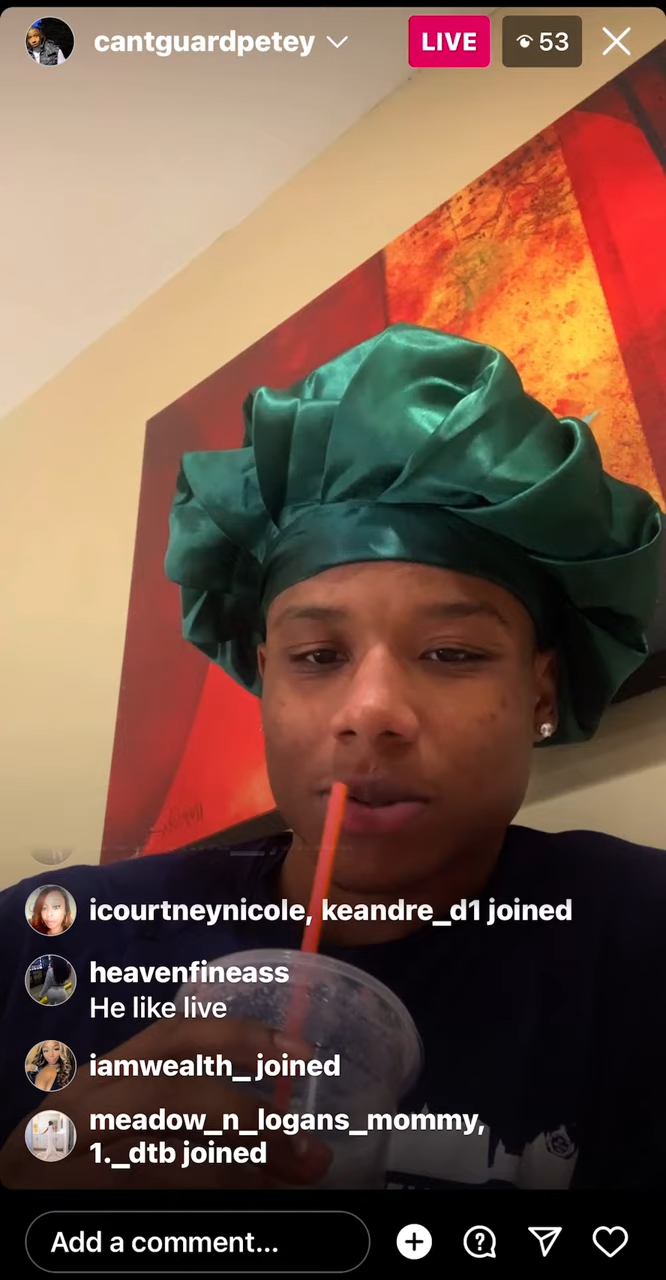 cantguardpetey
LIVE
53
icourtneynicole, keandre_d1 joined
heavenfineass
He like live
iamwealth_ joined
meadow_n_logans_mommy,
1._dtb joined
Add a comment...